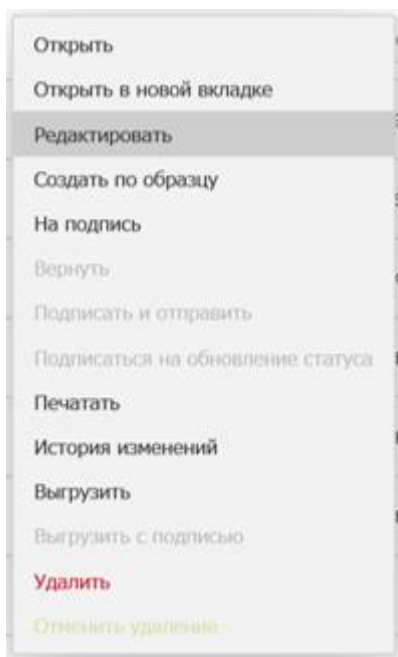 Открыть
Открыть в новой вкладке
Редактировать
Создать по образцу
На подпись
Вернуть
Подписать и отправить
Подписаться на обновление статуса
Печатать
История изменений
Выгрузить
Выгрузить с подписью
Удалить
Отменить удаление